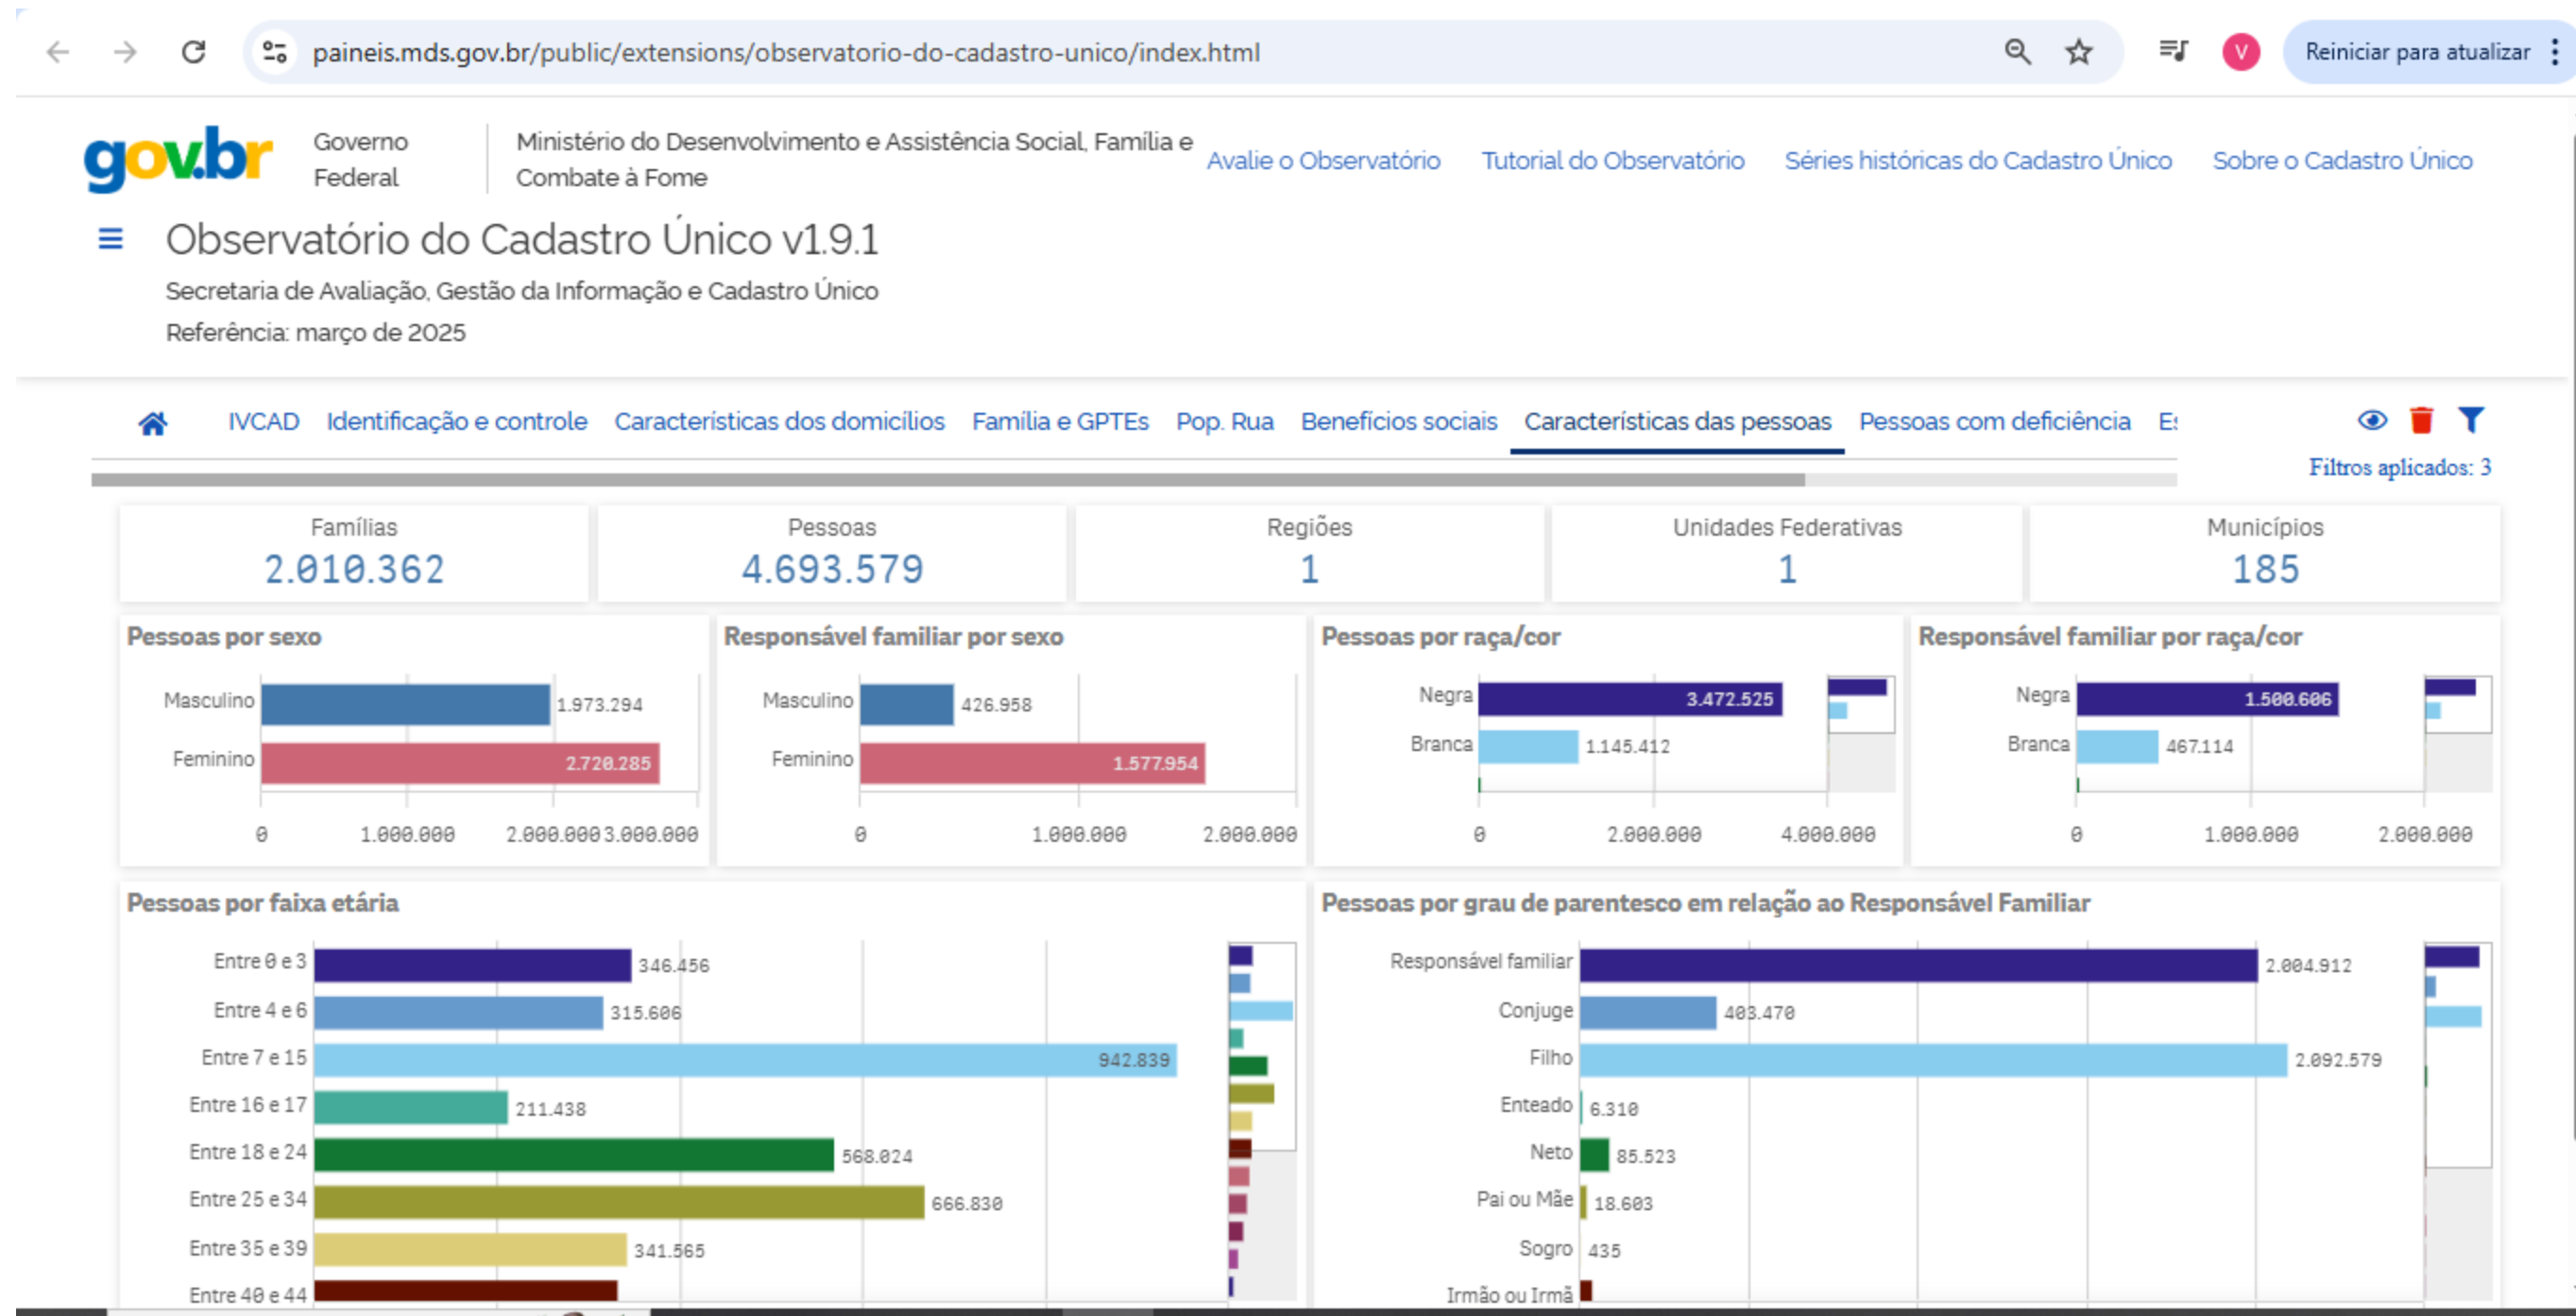 paineis.mds.gov.br/public/extensions/observatorio-do-cadastro-unico/index.html
V
Reiniciar para atualizar
gov.br
Governo
Federal
Ministério do Desenvolvimento e Assistência Social, Família e
Combate à Fome
Avalie o Observatório
Tutorial do Observatório
Séries históricas do Cadastro Único
Sobre o Cadastro Único
Observatório do Cadastro Único v1.9.1
Secretaria de Avaliação, Gestão da Informação e Cadastro Único
Referência: março de 2025
IVCAD
Identificação e controle
Características dos domicílios
Família e GPTEs
Pop. Rua
Benefícios sociais
Características das pessoas
Pessoas com deficiência
Filtros aplicados: 3
Famílias
2.010.362
Pessoas
4.693.579
Regiões
1
Unidades Federativas
1
Municípios
185
Pessoas por sexo
Masculino
1.973.294
Feminino
2.720.285
0 1.000.000 2.000.000 3.000.000
Responsável familiar por sexo
Masculino
426.958
Feminino
1.577.954
0 1.000.000 2.000.000
Pessoas por raça/cor
Negra
3.472.525
Branca
1.145.412
0 2.000.000 4.000.000
Responsável familiar por raça/cor
Negra
1.500.606
Branca
467.114
0 1.000.000 2.000.000
Pessoas por faixa etária
Entre 0 e 3
346.456
Entre 4 e 6
315.606
Entre 7 e 15
942.839
Entre 16 e 17
211.438
Entre 18 e 24
568.024
Entre 25 e 34
666.830
Entre 35 e 39
341.565
Entre 40 e 44
Pessoas por grau de parentesco em relação ao Responsável Familiar
Responsável familiar
2.004.912
Conjuge
403.470
Filho
2.092.579
Enteado
6.310
Neto
85.523
Pai ou Mãe
18.603
Sogro
435
Irmão ou Irmã